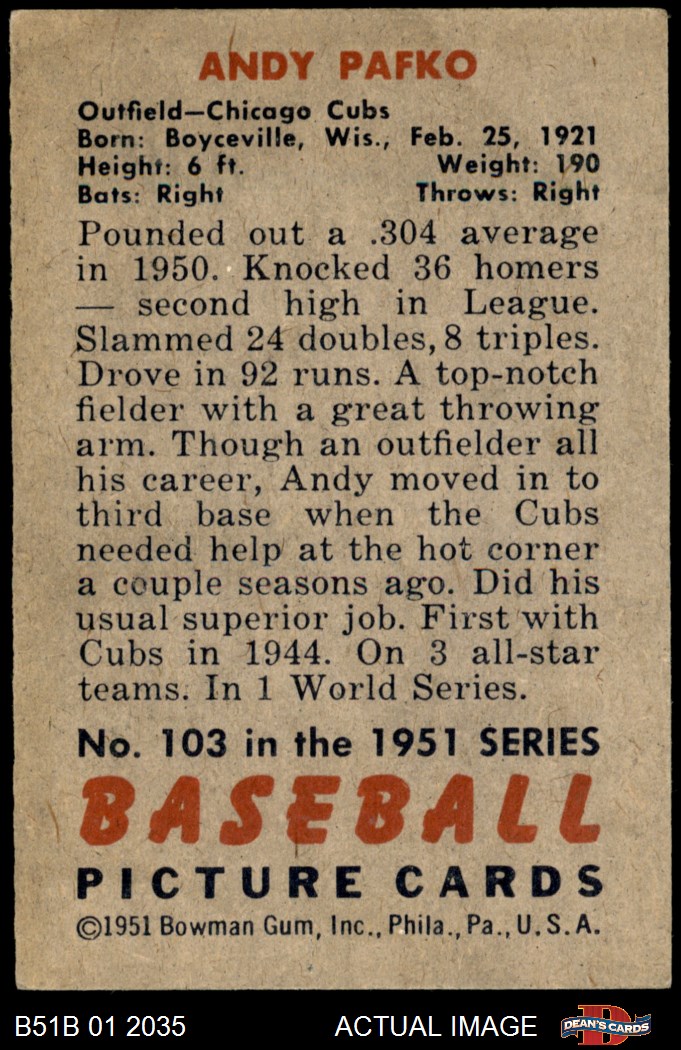 ANDY PAFKO
Outfield—Chicago Cubs
Born: Boyceville, Wis., Feb. 25, 1921
Height: 6 ft. Weight: 190
Bats: Right Throws: Right
Pounded out a .304 average
in 1950. Knocked 36 homers
— second high in League.
Slammed 24 doubles, 8 triples.
Drove in 92 runs. A top-notch
fielder with a great throwing
arm. Though an outfielder all
his career, Andy moved in to
third base when the Cubs
needed help at the hot corner
a couple seasons ago. Did his
usual superior job. First with
Cubs in 1944. On 3 all-star
teams. In 1 World Series.
No. 103 in the 1951 SERIES
BASEBALL
PICTURE CARDS
©1951 Bowman Gum, Inc., Phila., Pa., U.S.A.
B51B 01 2035 ACTUAL IMAGE D DEAN'S CARDS